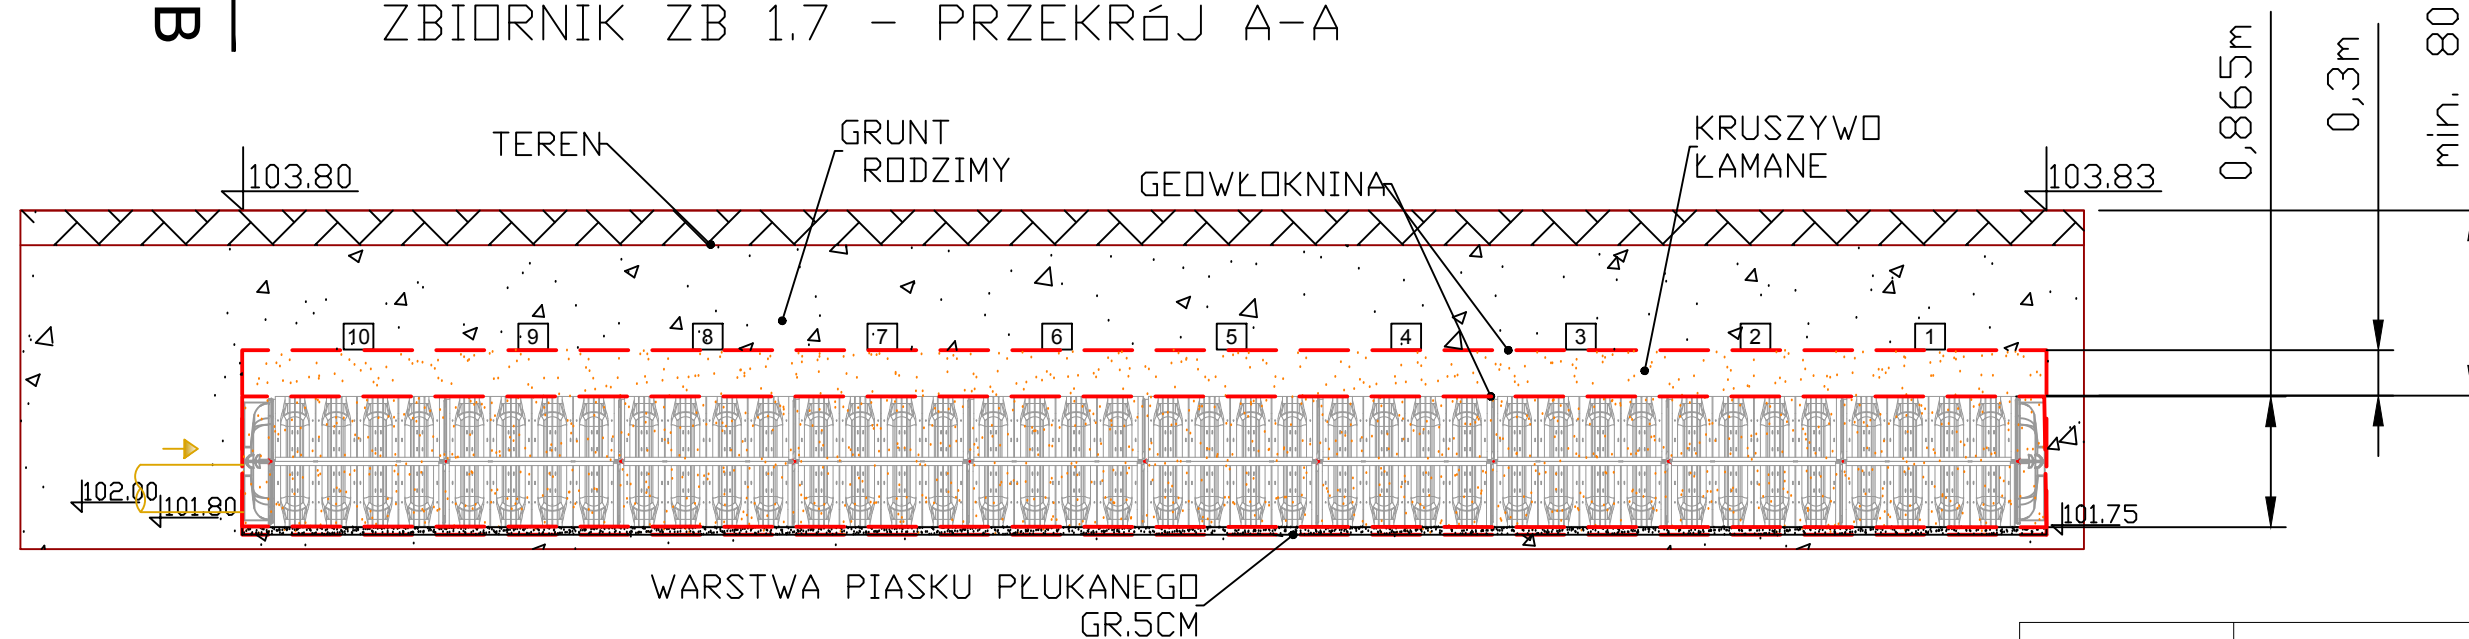 B
ZBIORNIK ZB 1.7 - PRZEKRóJ A-A
0,865m
0,3m
min. 80
TEREN
GRUNT
RODZIMY
GEOWŁOKNINA
KRUSZYWO
ŁAMANE
103.80
103.83
10
9
8
7
6
5
4
3
2
1
102.00
101.80
101.75
WARSTWA PIASKU PŁUKANEGO
GR.5CM